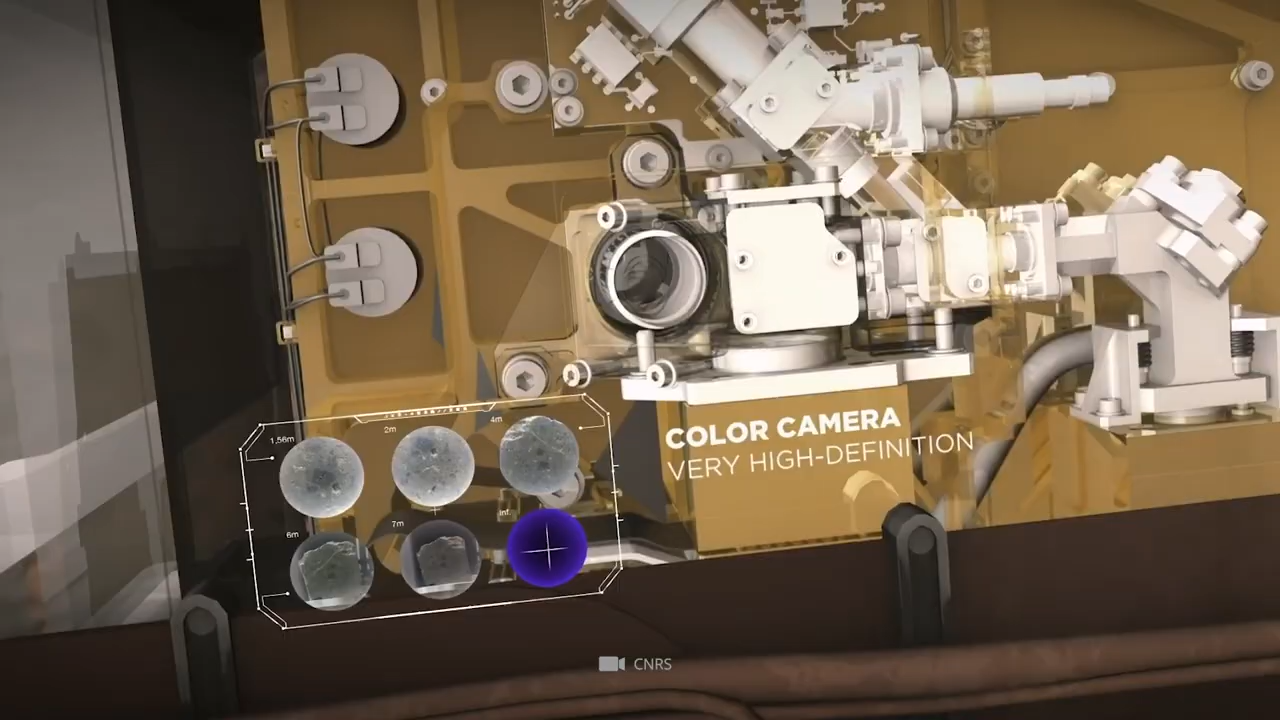 COLOR CAMERA
VERY HIGH-DEFINITION
1,56m
2m
4m
6m
7m
inf.
CNRS